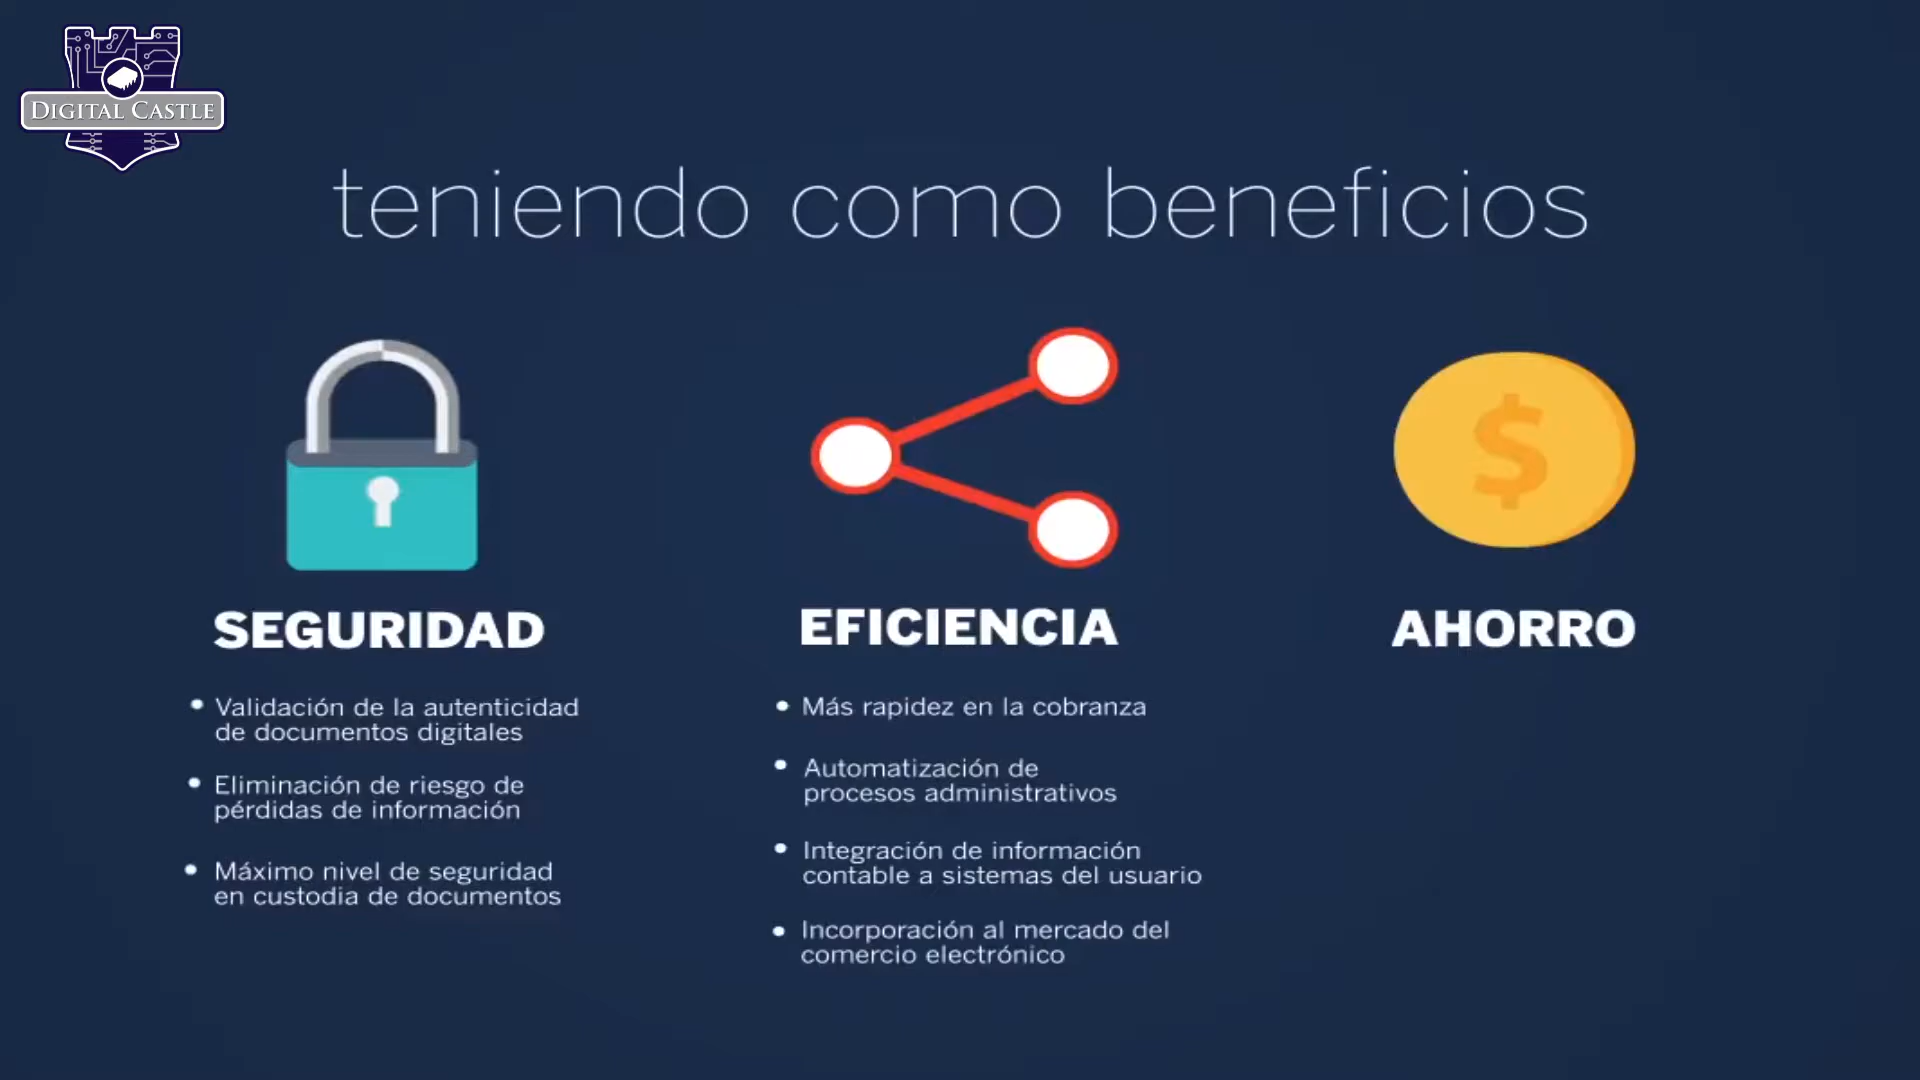 DIGITAL CASTLE
teniendo como beneficios
$
SEGURIDAD
• Validación de la autenticidad
de documentos digitales
• Eliminación de riesgo de
pérdidas de información
• Máximo nivel de seguridad
en custodia de documentos
EFICIENCIA
• Más rapidez en la cobranza
• Automatización de
procesos administrativos
• Integración de información
contable a sistemas del usuario
• Incorporación al mercado del
comercio electrónico
AHORRO